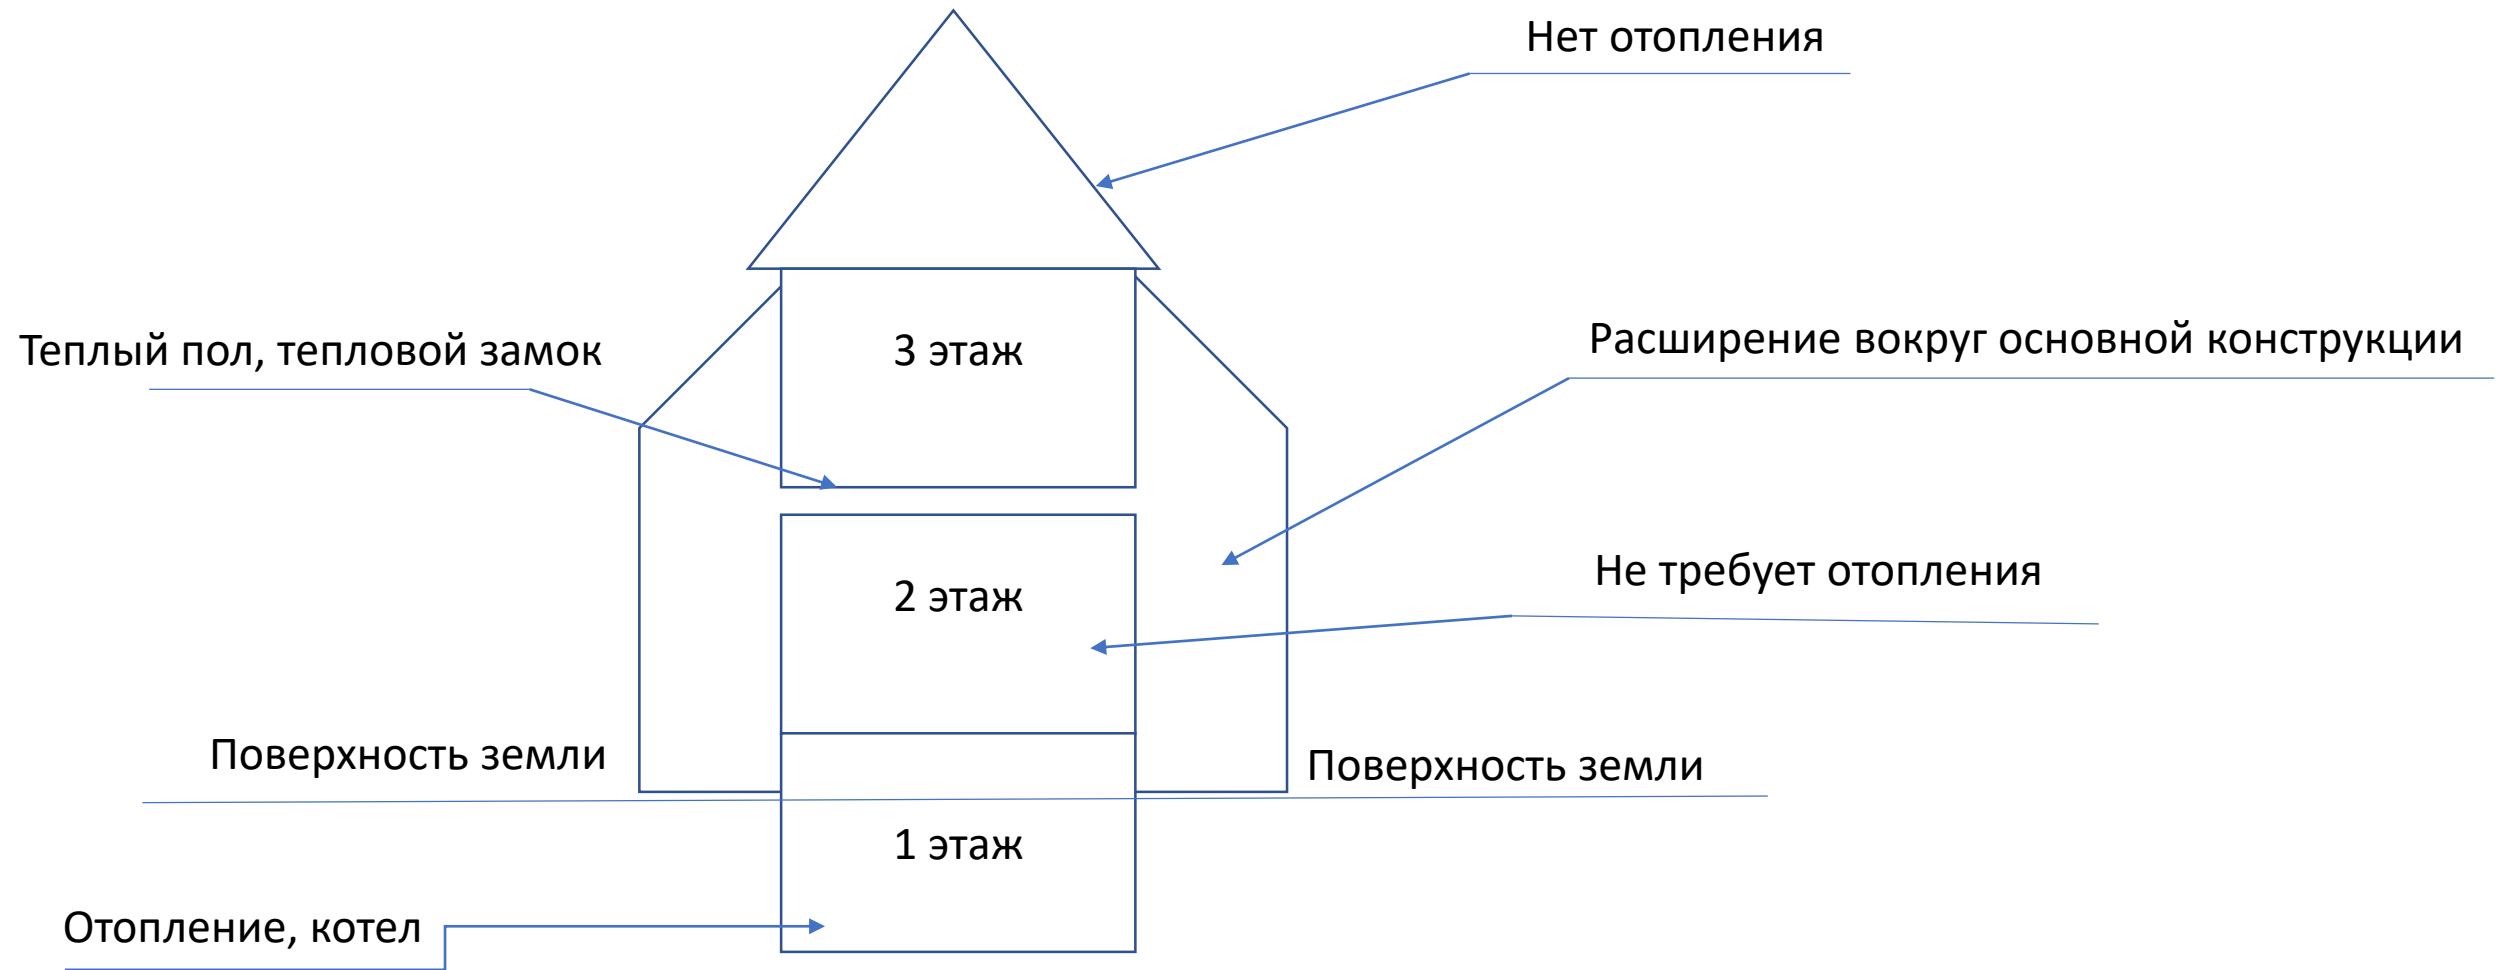 Нет отопления
Теплый пол, тепловой замок
3 этаж
Расширение вокруг основной конструкции
2 этаж
Не требует отопления
Поверхность земли
Поверхность земли
1 этаж
Отопление, котел